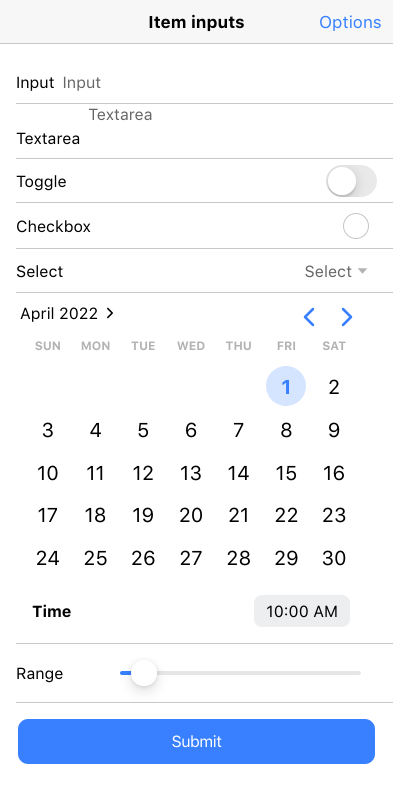 Item inputs Options
Input Input
Textarea
Textarea
Toggle
Checkbox
Select Select
April 2022
SUN MON TUE WED THU FRI SAT
1 2
3 4 5 6 7 8 9
10 11 12 13 14 15 16
17 18 19 20 21 22 23
24 25 26 27 28 29 30
Time 10:00 AM
Range
Submit